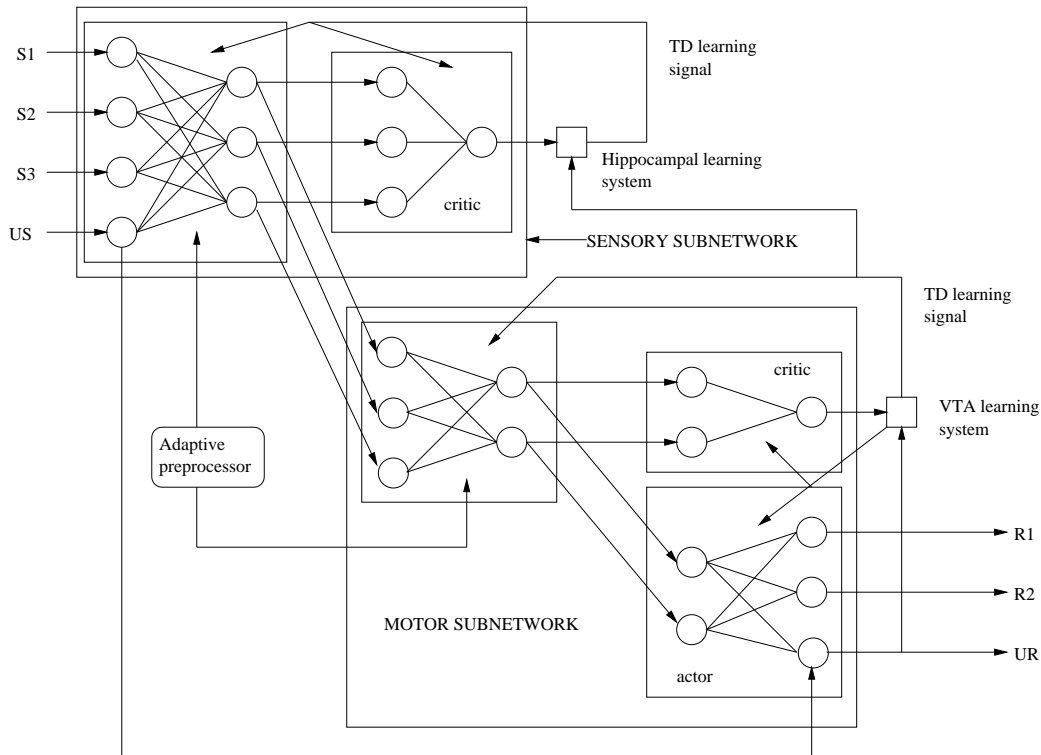 S1
S2
S3
US
TD learning
signal
Hippocampal learning
system
critic
SENSORY SUBNETWORK
TD learning
signal
critic
VTA learning
system
Adaptive
preprocessor
R1
R2
MOTOR SUBNETWORK
UR
actor